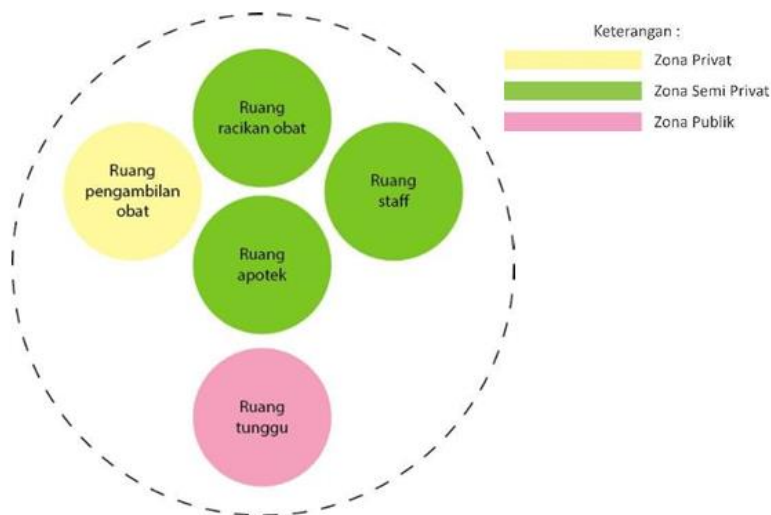 Ruang
racikan obat
Ruang
pengambilan
obat
Ruang
staff
Ruang
apotek
Ruang
tunggu
Keterangan :
Zona Privat
Zona Semi Privat
Zona Publik